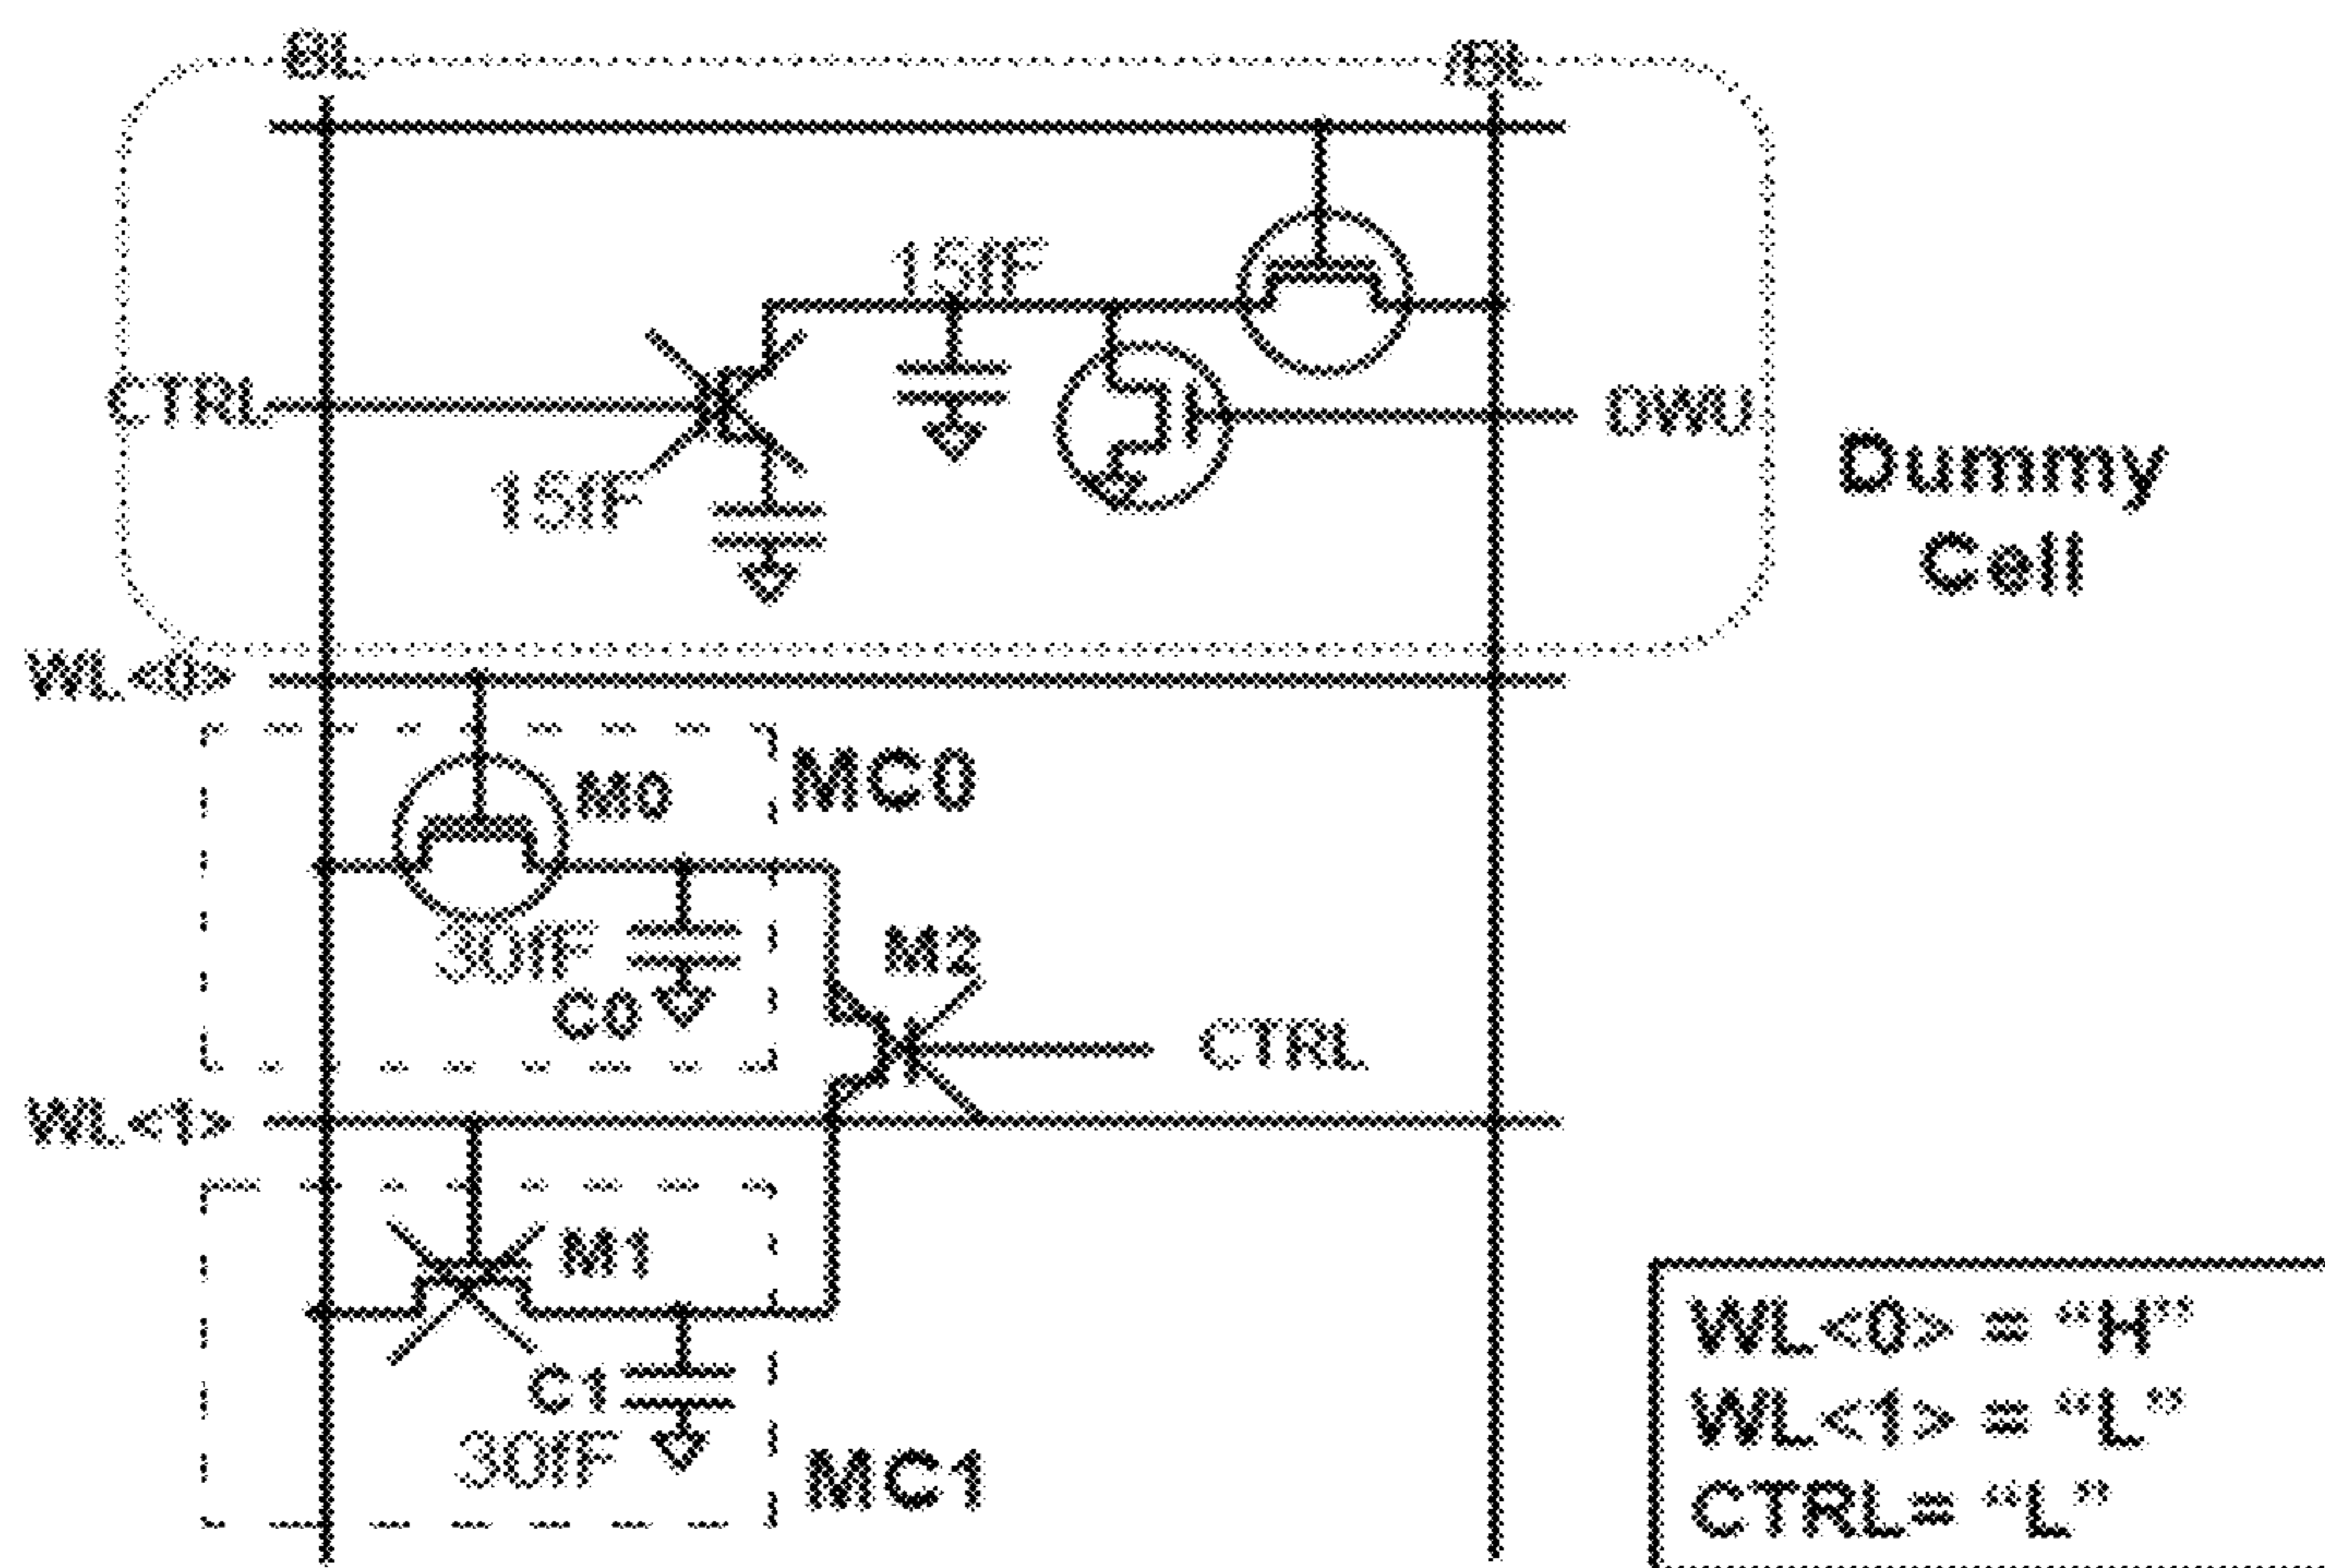 BL
/BL
15fF
CTRL
DWU
15fF
Dummy
Cell
WL<0>
MC0
M0
30fF
C0
M2
CTRL
WL<1>
M1
C1
30fF
MC1
WL<0> = “H”
WL<1> = “L”
CTRL= “L”